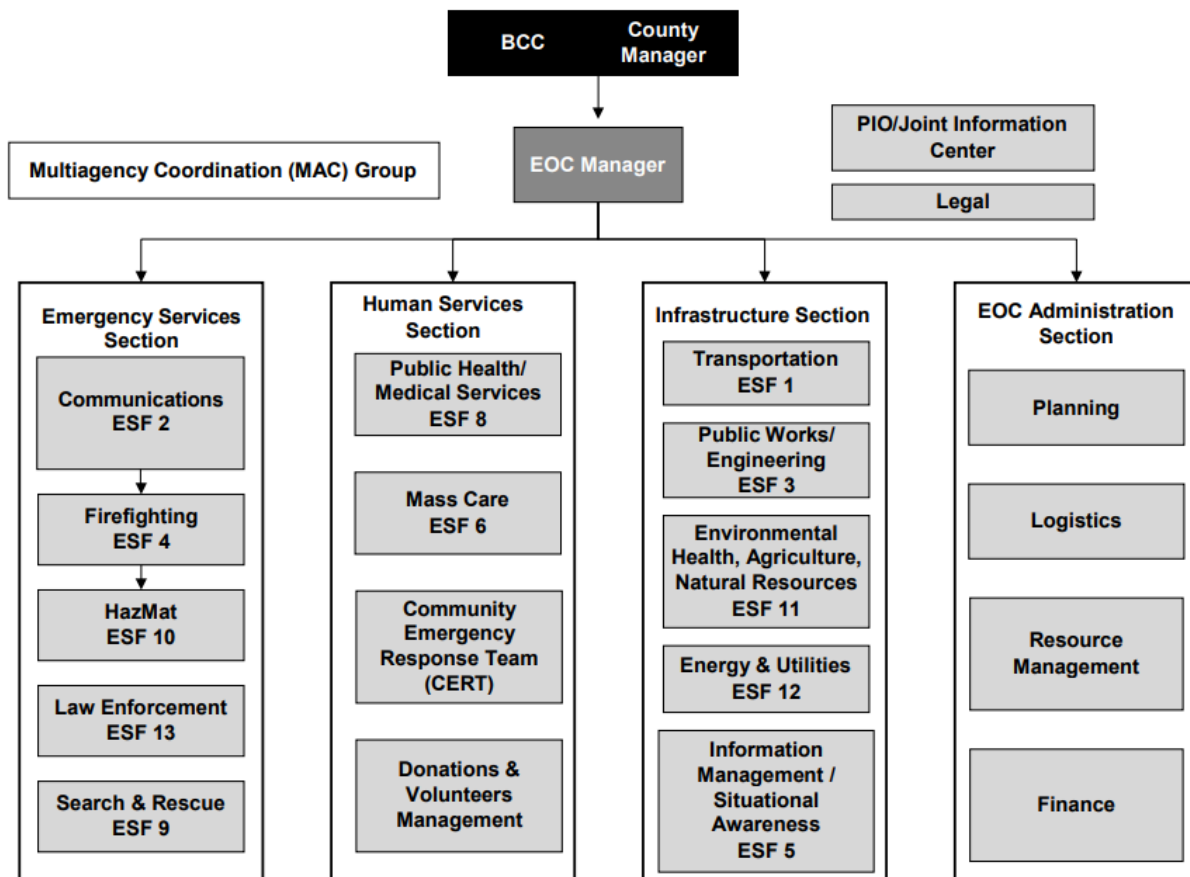 BCC
County
Manager
EOC Manager
PIO/Joint Information
Center
Multiagency Coordination (MAC) Group
Legal
Emergency Services
Section
Communications
ESF 2
Firefighting
ESF 4
HazMat
ESF 10
Law Enforcement
ESF 13
Search & Rescue
ESF 9
Human Services
Section
Public Health/
Medical Services
ESF 8
Mass Care
ESF 6
Community
Emergency
Response Team
(CERT)
Donations &
Volunteers
Management
Infrastructure Section
Transportation
ESF 1
Public Works/
Engineering
ESF 3
Environmental
Health, Agriculture,
Natural Resources
ESF 11
Energy & Utilities
ESF 12
Information
Management /
Situational
Awareness
ESF 5
EOC Administration
Section
Planning
Logistics
Resource
Management
Finance